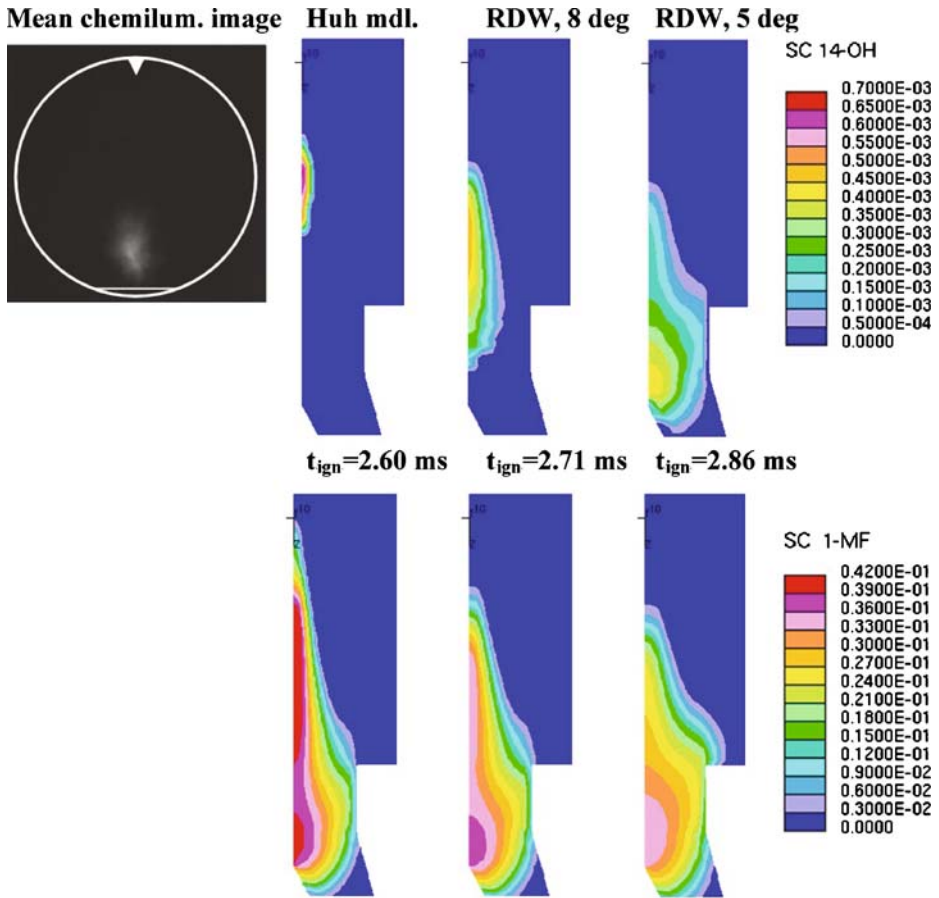 Mean chemilum. image
Huh mdl.
RDW, 8 deg
RDW, 5 deg
SC 14-OH
0.7000E-03
0.6500E-03
0.6000E-03
0.5500E-03
0.5000E-03
0.4500E-03
0.4000E-03
0.3500E-03
0.3000E-03
0.2500E-03
0.2000E-03
0.1500E-03
0.1000E-03
0.5000E-04
0.0000
10
10
10
t_ign=2.60 ms
t_ign=2.71 ms
t_ign=2.86 ms
10
Z
10
10
SC 1-MF
0.4200E-01
0.3900E-01
0.3600E-01
0.3300E-01
0.3000E-01
0.2700E-01
0.2400E-01
0.2100E-01
0.1800E-01
0.1500E-01
0.1200E-01
0.9000E-02
0.6000E-02
0.3000E-02
0.0000